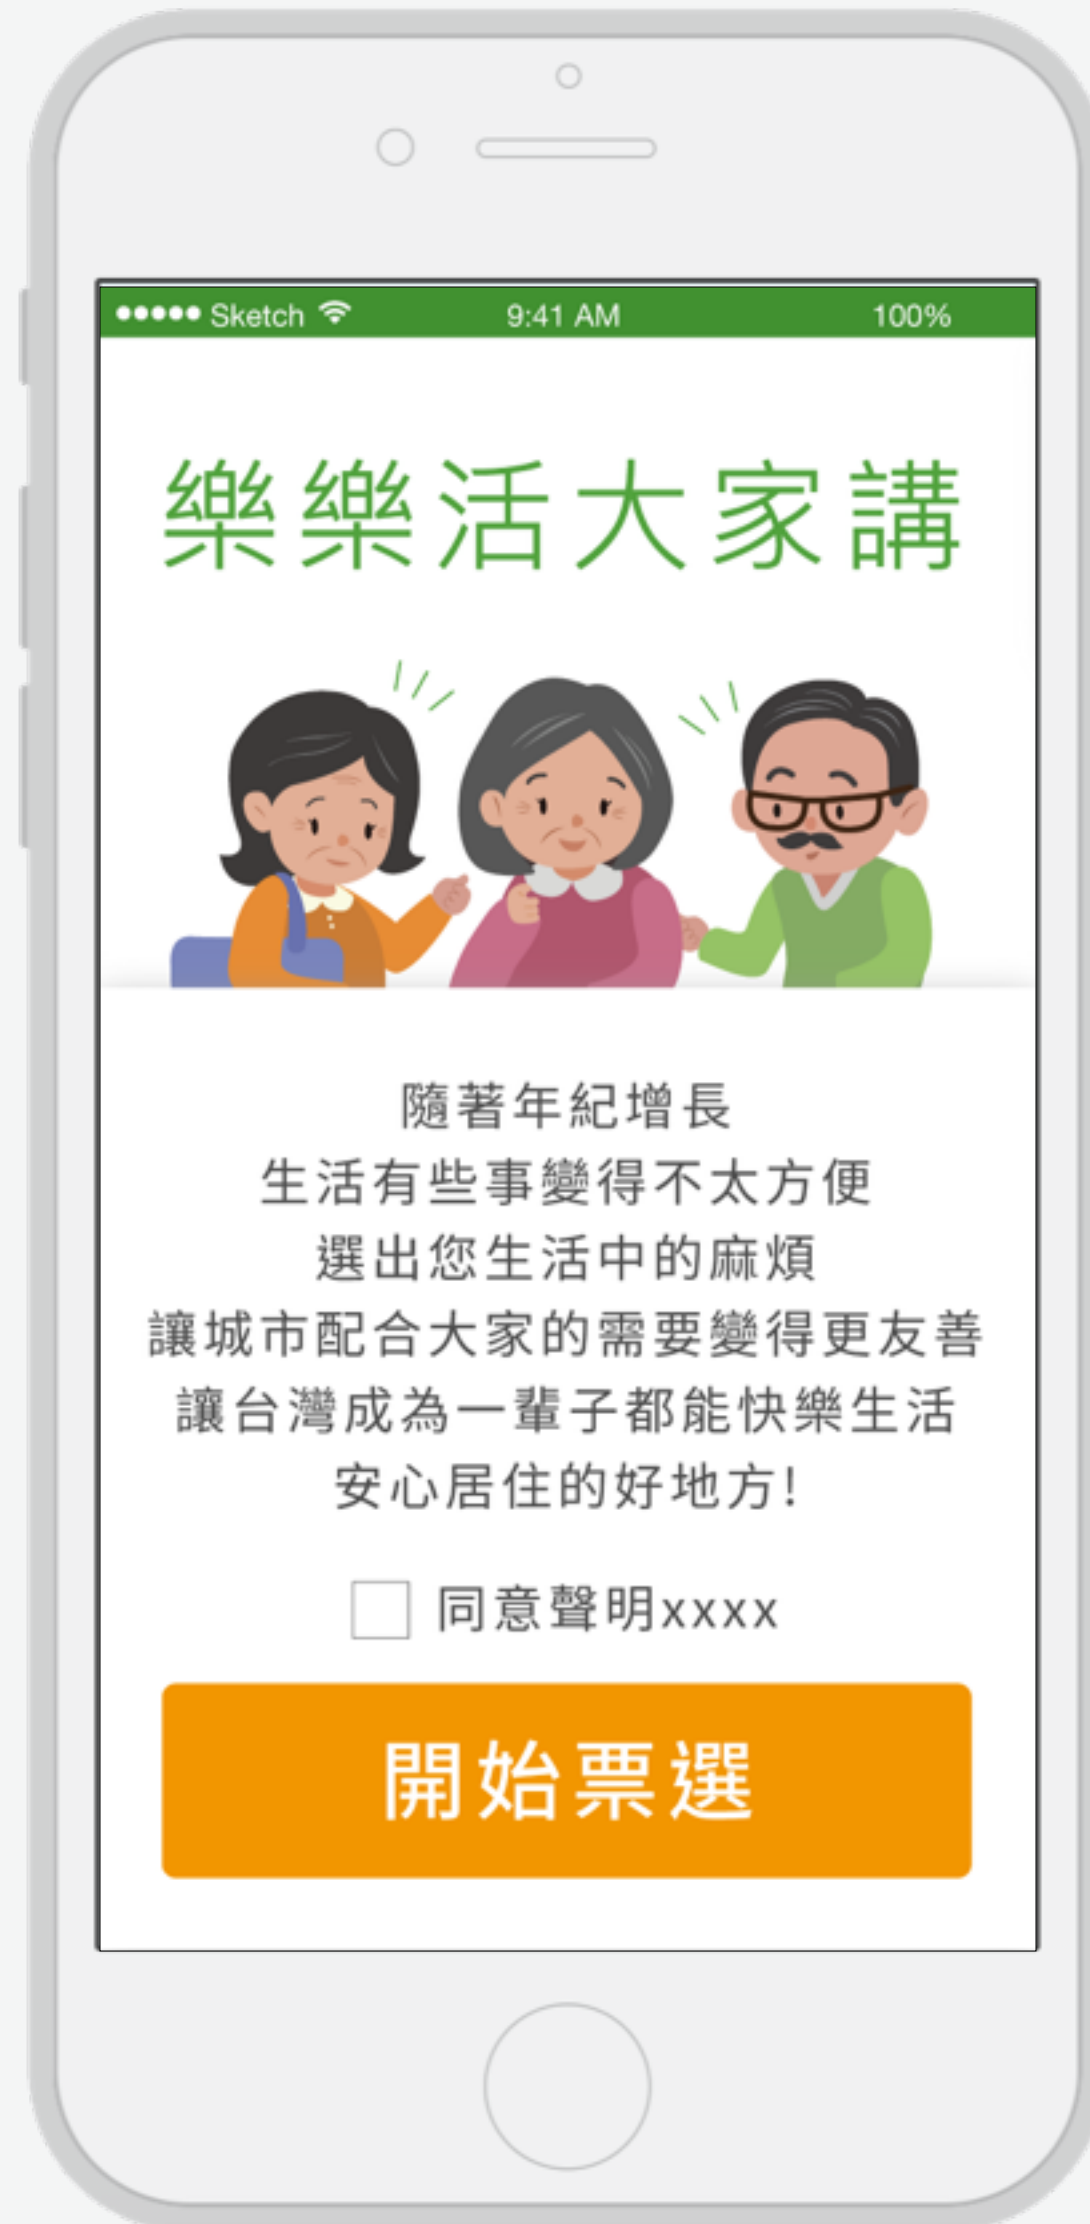 ●●●●● Sketch 9:41 AM 100%
樂樂活大家講
隨著年紀增長
生活有些事變得不太方便
選出您生活中的麻煩
讓城市配合大家的需要變得更友善
讓台灣成為一輩子都能快樂生活
安心居住的好地方!
同意聲明xxxx
開始票選